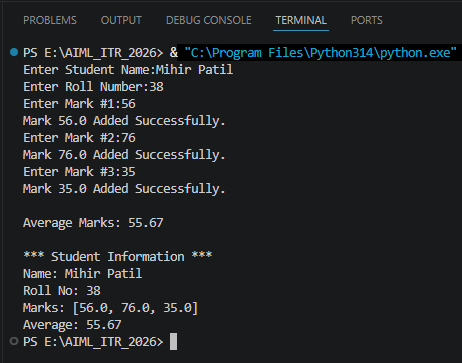 PROBLEMS OUTPUT DEBUG CONSOLE TERMINAL PORTS
PS E:\AIML_ITR_2026> & "C:\Program Files\Python314\python.exe"
Enter Student Name:Mihir Patil
Enter Roll Number:38
Enter Mark #1:56
Mark 56.0 Added Successfully.
Enter Mark #2:76
Mark 76.0 Added Successfully.
Enter Mark #3:35
Mark 35.0 Added Successfully.
Average Marks: 55.67
*** Student Information ***
Name: Mihir Patil
Roll No: 38
Marks: [56.0, 76.0, 35.0]
Average: 55.67
PS E:\AIML_ITR_2026>